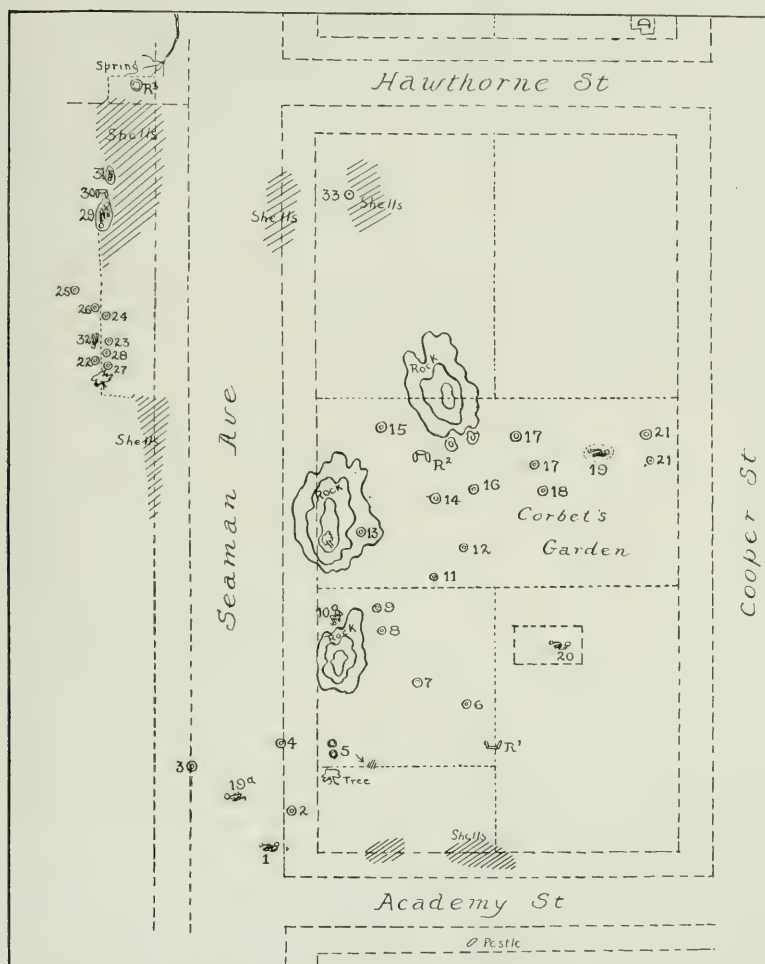 Spring
Hawthorne St
R3
Shells
31
30
33
Shells
Shells
29
25
26
24
32
23
28
22
27
Rock
Shells
15
17
21
R2
17
19
21
16
18
14
Rock
13
Corbet's
12
Garden
11
10
9
Rock
8
20
7
6
4
5
R1
3
19a
Tree
2
1
Shells
Academy St
Pestle
Seaman Ave
Cooper St